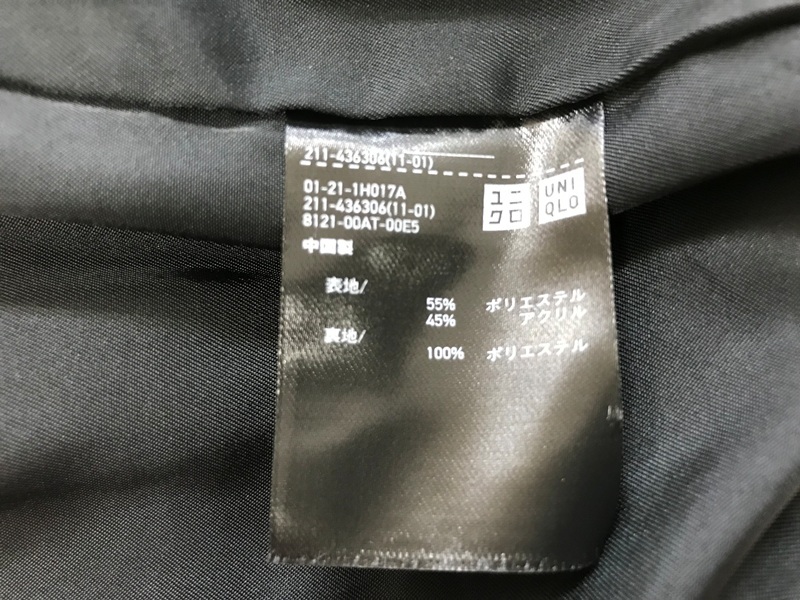 211-436306(11-01)
01-21-1H017A
211-436306(11-01)
8121-00AT-00E5
中国製
ユニ
クロ
UNI
QLO
表地/
55% ポリエステル
45% アクリル
裏地/
100% ポリエステル